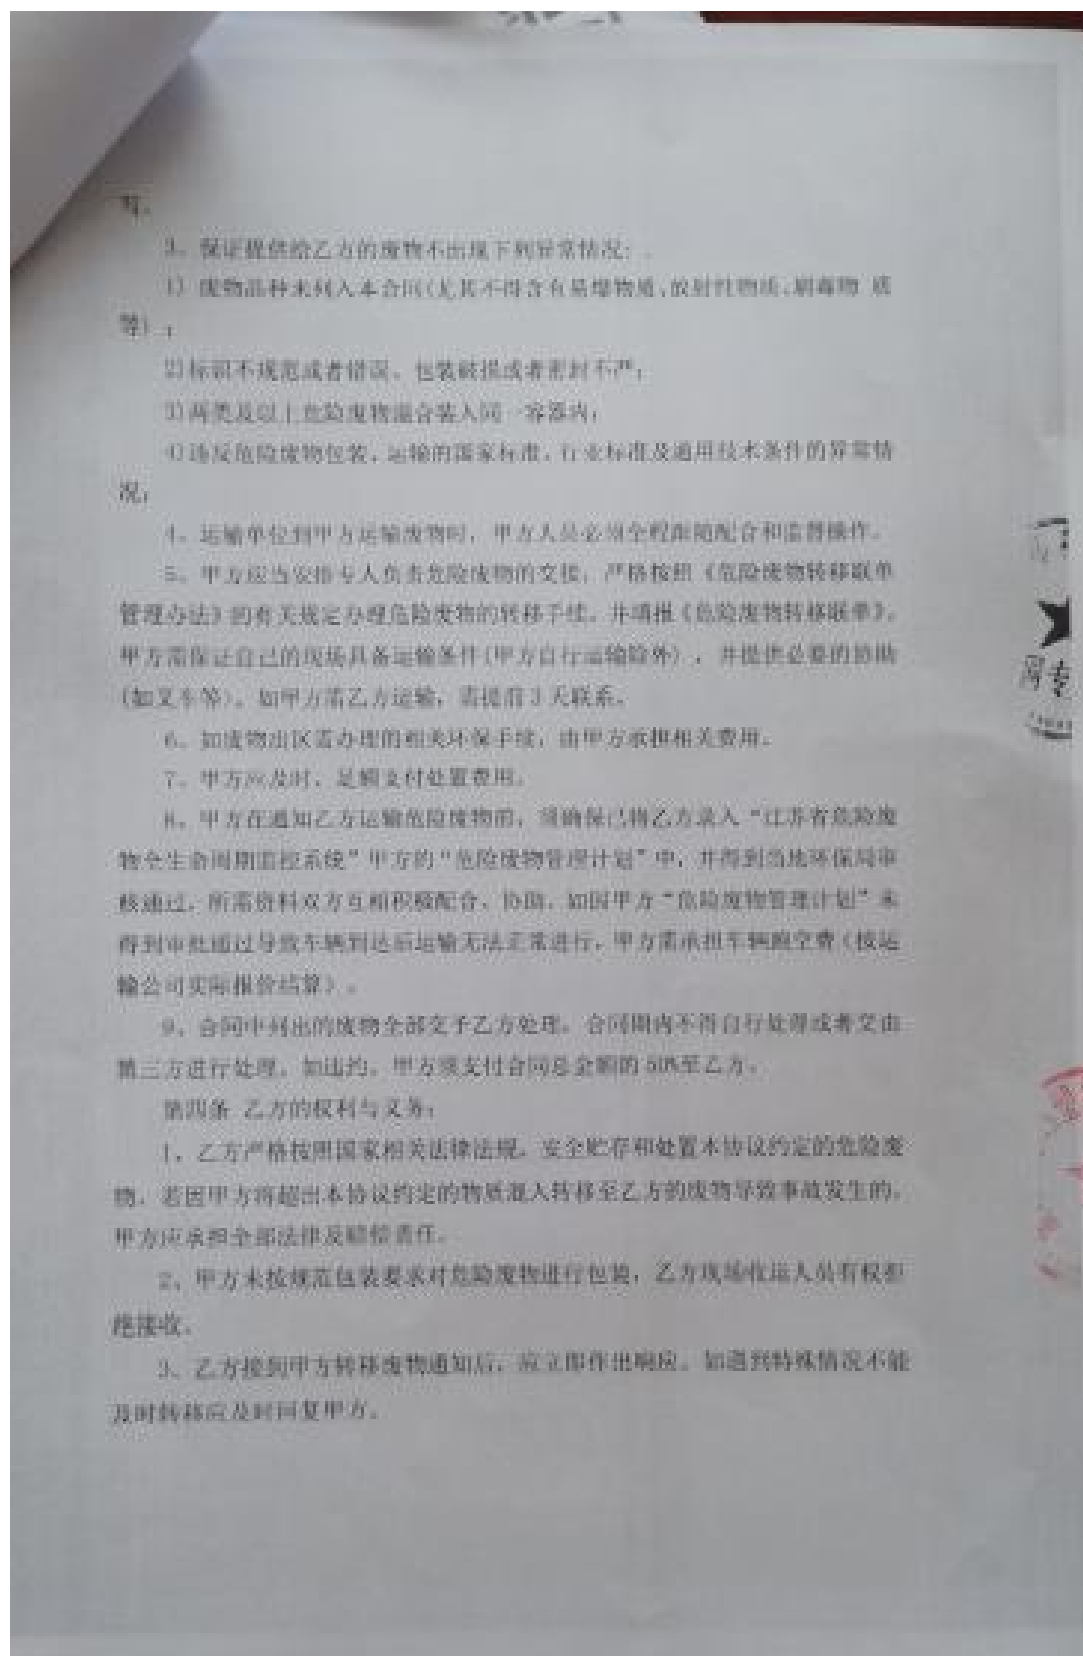 写。
3、保证提供给乙方的废物不出现下列异常情况:
1) 废物品种未列入本合同(尤其不得含有易爆物质、放射性物质、剧毒物 质
等) ;
2)标识不规范或者错误、包装破损或者密封不严;
3)两类及以上危险废物混合装入同一容器内;
4)违反危险废物包装、运输的国家标准、行业标准及通用技术条件的异常情
况;
4、运输单位到甲方运输废物时, 甲方人员必须全程跟随配合和监督操作。
5、甲方应当安排专人负责危险废物的交接, 严格按照《危险废物转移联单
管理办法》的有关规定办理危险废物的转移手续, 并填报《危险废物转移联单》。
甲方需保证自己的现场具备运输条件(甲方自行运输除外) , 并提供必要的协助
(如叉车等)。如甲方需乙方运输, 需提前 3 天联系。
6、如废物出区需办理的相关环保手续, 由甲方承担相关费用。
7、甲方应及时、足额支付处置费用。
8、甲方在通知乙方运输危险废物前, 须确保已将乙方录入“江苏省危险废
物全生命周期监控系统”甲方的“危险废物管理计划”中, 并得到当地环保局审
核通过, 所需资料双方互相积极配合、协助, 如因甲方“危险废物管理计划”未
得到审批通过导致车辆到达后运输无法正常进行, 甲方需承担车辆跑空费(按运
输公司实际报价结算) 。
9、合同中列出的废物全部交予乙方处理, 合同期内不得自行处理或者交由
第三方进行处理, 如违约, 甲方须支付合同总金额的 50%至乙方。
第四条 乙方的权利与义务:
1、乙方严格按照国家相关法律法规, 安全贮存和处置本协议约定的危险废
物, 若因甲方将超出本协议约定的物质混入转移至乙方的废物导致事故发生的,
甲方应承担全部法律及赔偿责任。
2、甲方未按规范包装要求对危险废物进行包装, 乙方现场收运人员有权拒
绝接收。
3、乙方接到甲方转移废物通知后, 应立即作出响应。如遇到特殊情况不能
及时转移应及时回复甲方。